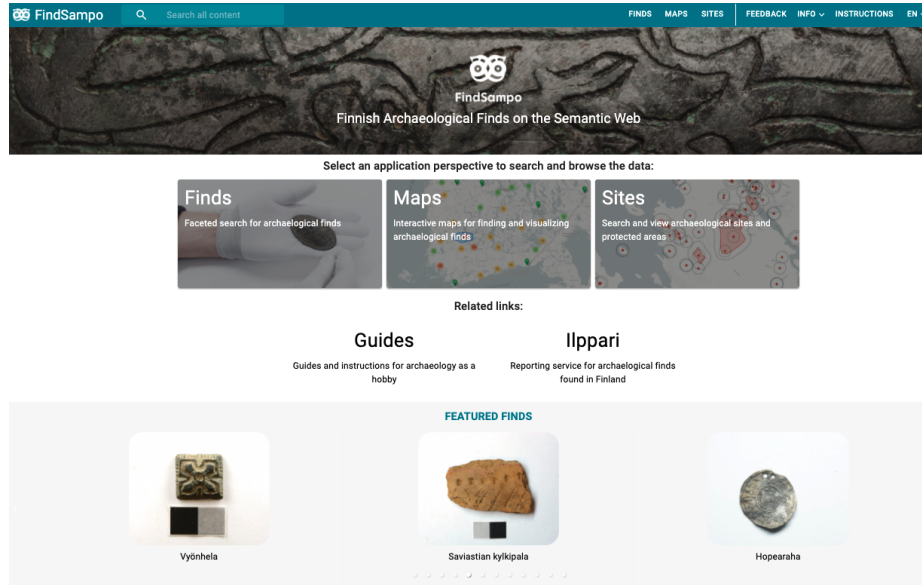 FindSampo
Search all content
FINDS MAPS SITES FEEDBACK INFO INSTRUCTIONS EN
FindSampo
Finnish Archaeological Finds on the Semantic Web
Select an application perspective to search and browse the data:
Finds
Faceted search for archaelogical finds
Maps
Interactive maps for finding and visualizing
archaelogical finds
Sites
Search and view archaeological sites and
protected areas
Related links:
Guides
Guides and instructions for archaeology as a
hobby
Ilppari
Reporting service for archaelogical finds
found in Finland
FEATURED FINDS
Vyönhela
Saviastian kylkipala
Hopearaha